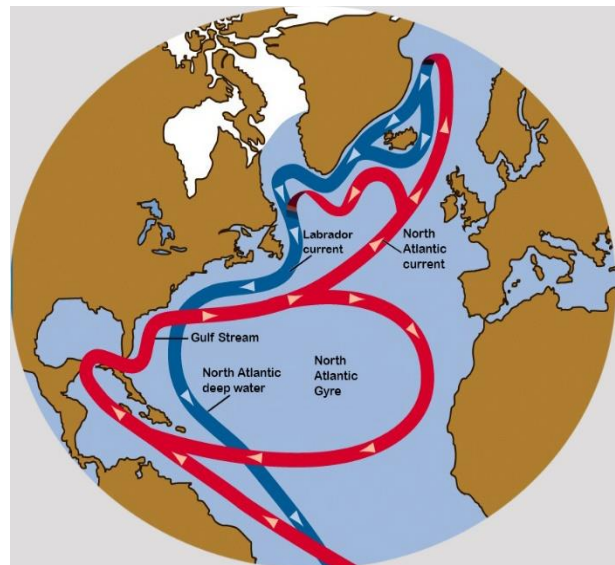 Labrador
current
North
Atlantic
current
Gulf Stream
North Atlantic
deep water
North
Atlantic
Gyre